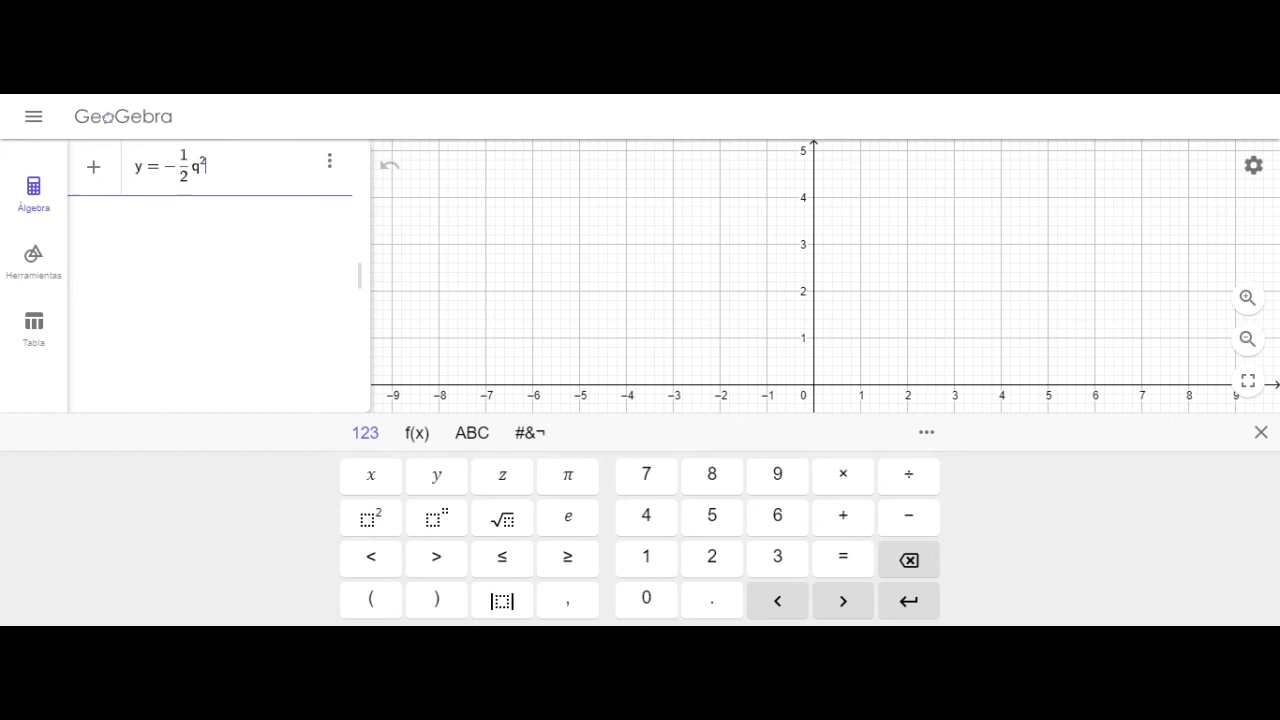 GeoGebra
y = -1/2 q²
Álgebra
Herramientas
Tabla
5
4
3
2
1
−9 −8 −7 −6 −5 −4 −3 −2 −1 0 1 2 3 4 5 6 7 8 9
123 f(x) ABC #&¬ •••
x y z π 7 8 9 × ÷
□² □^□ √□ e 4 5 6 + −
< > ≤ ≥ 1 2 3 =
( ) |□| , 0 . < >